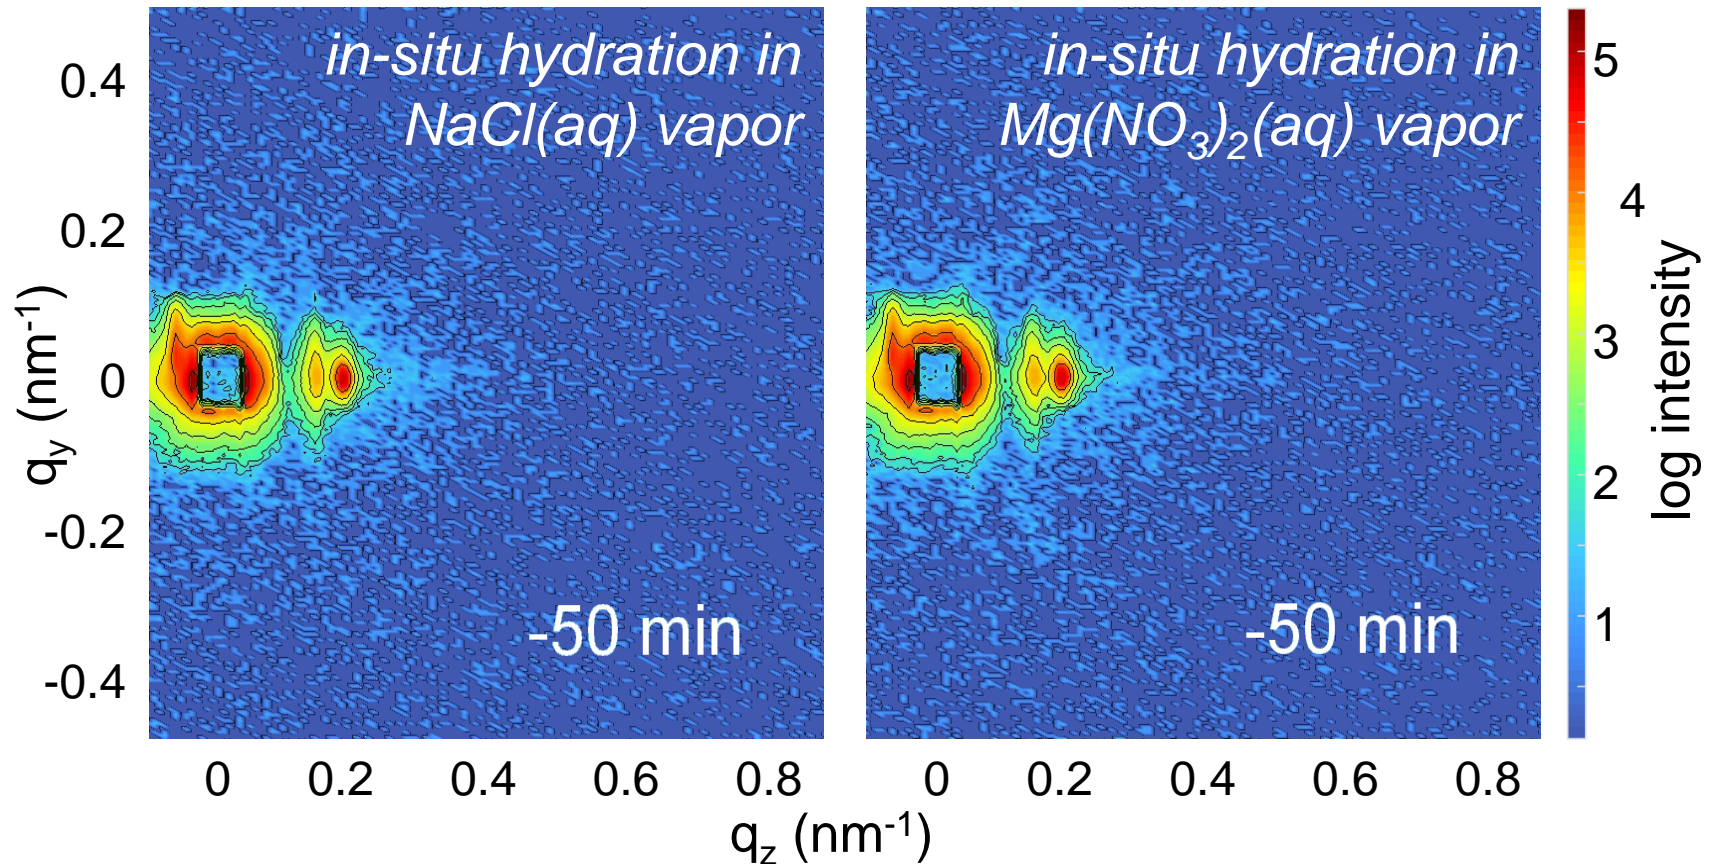 in-situ hydration in
NaCl(aq) vapor
-50 min
in-situ hydration in
Mg(NO₃)₂(aq) vapor
-50 min
0.4
0.2
0
-0.2
-0.4
q_y (nm⁻¹)
0 0.2 0.4 0.6 0.8
0 0.2 0.4 0.6 0.8
q_z (nm⁻¹)
5
4
3
2
1
log intensity